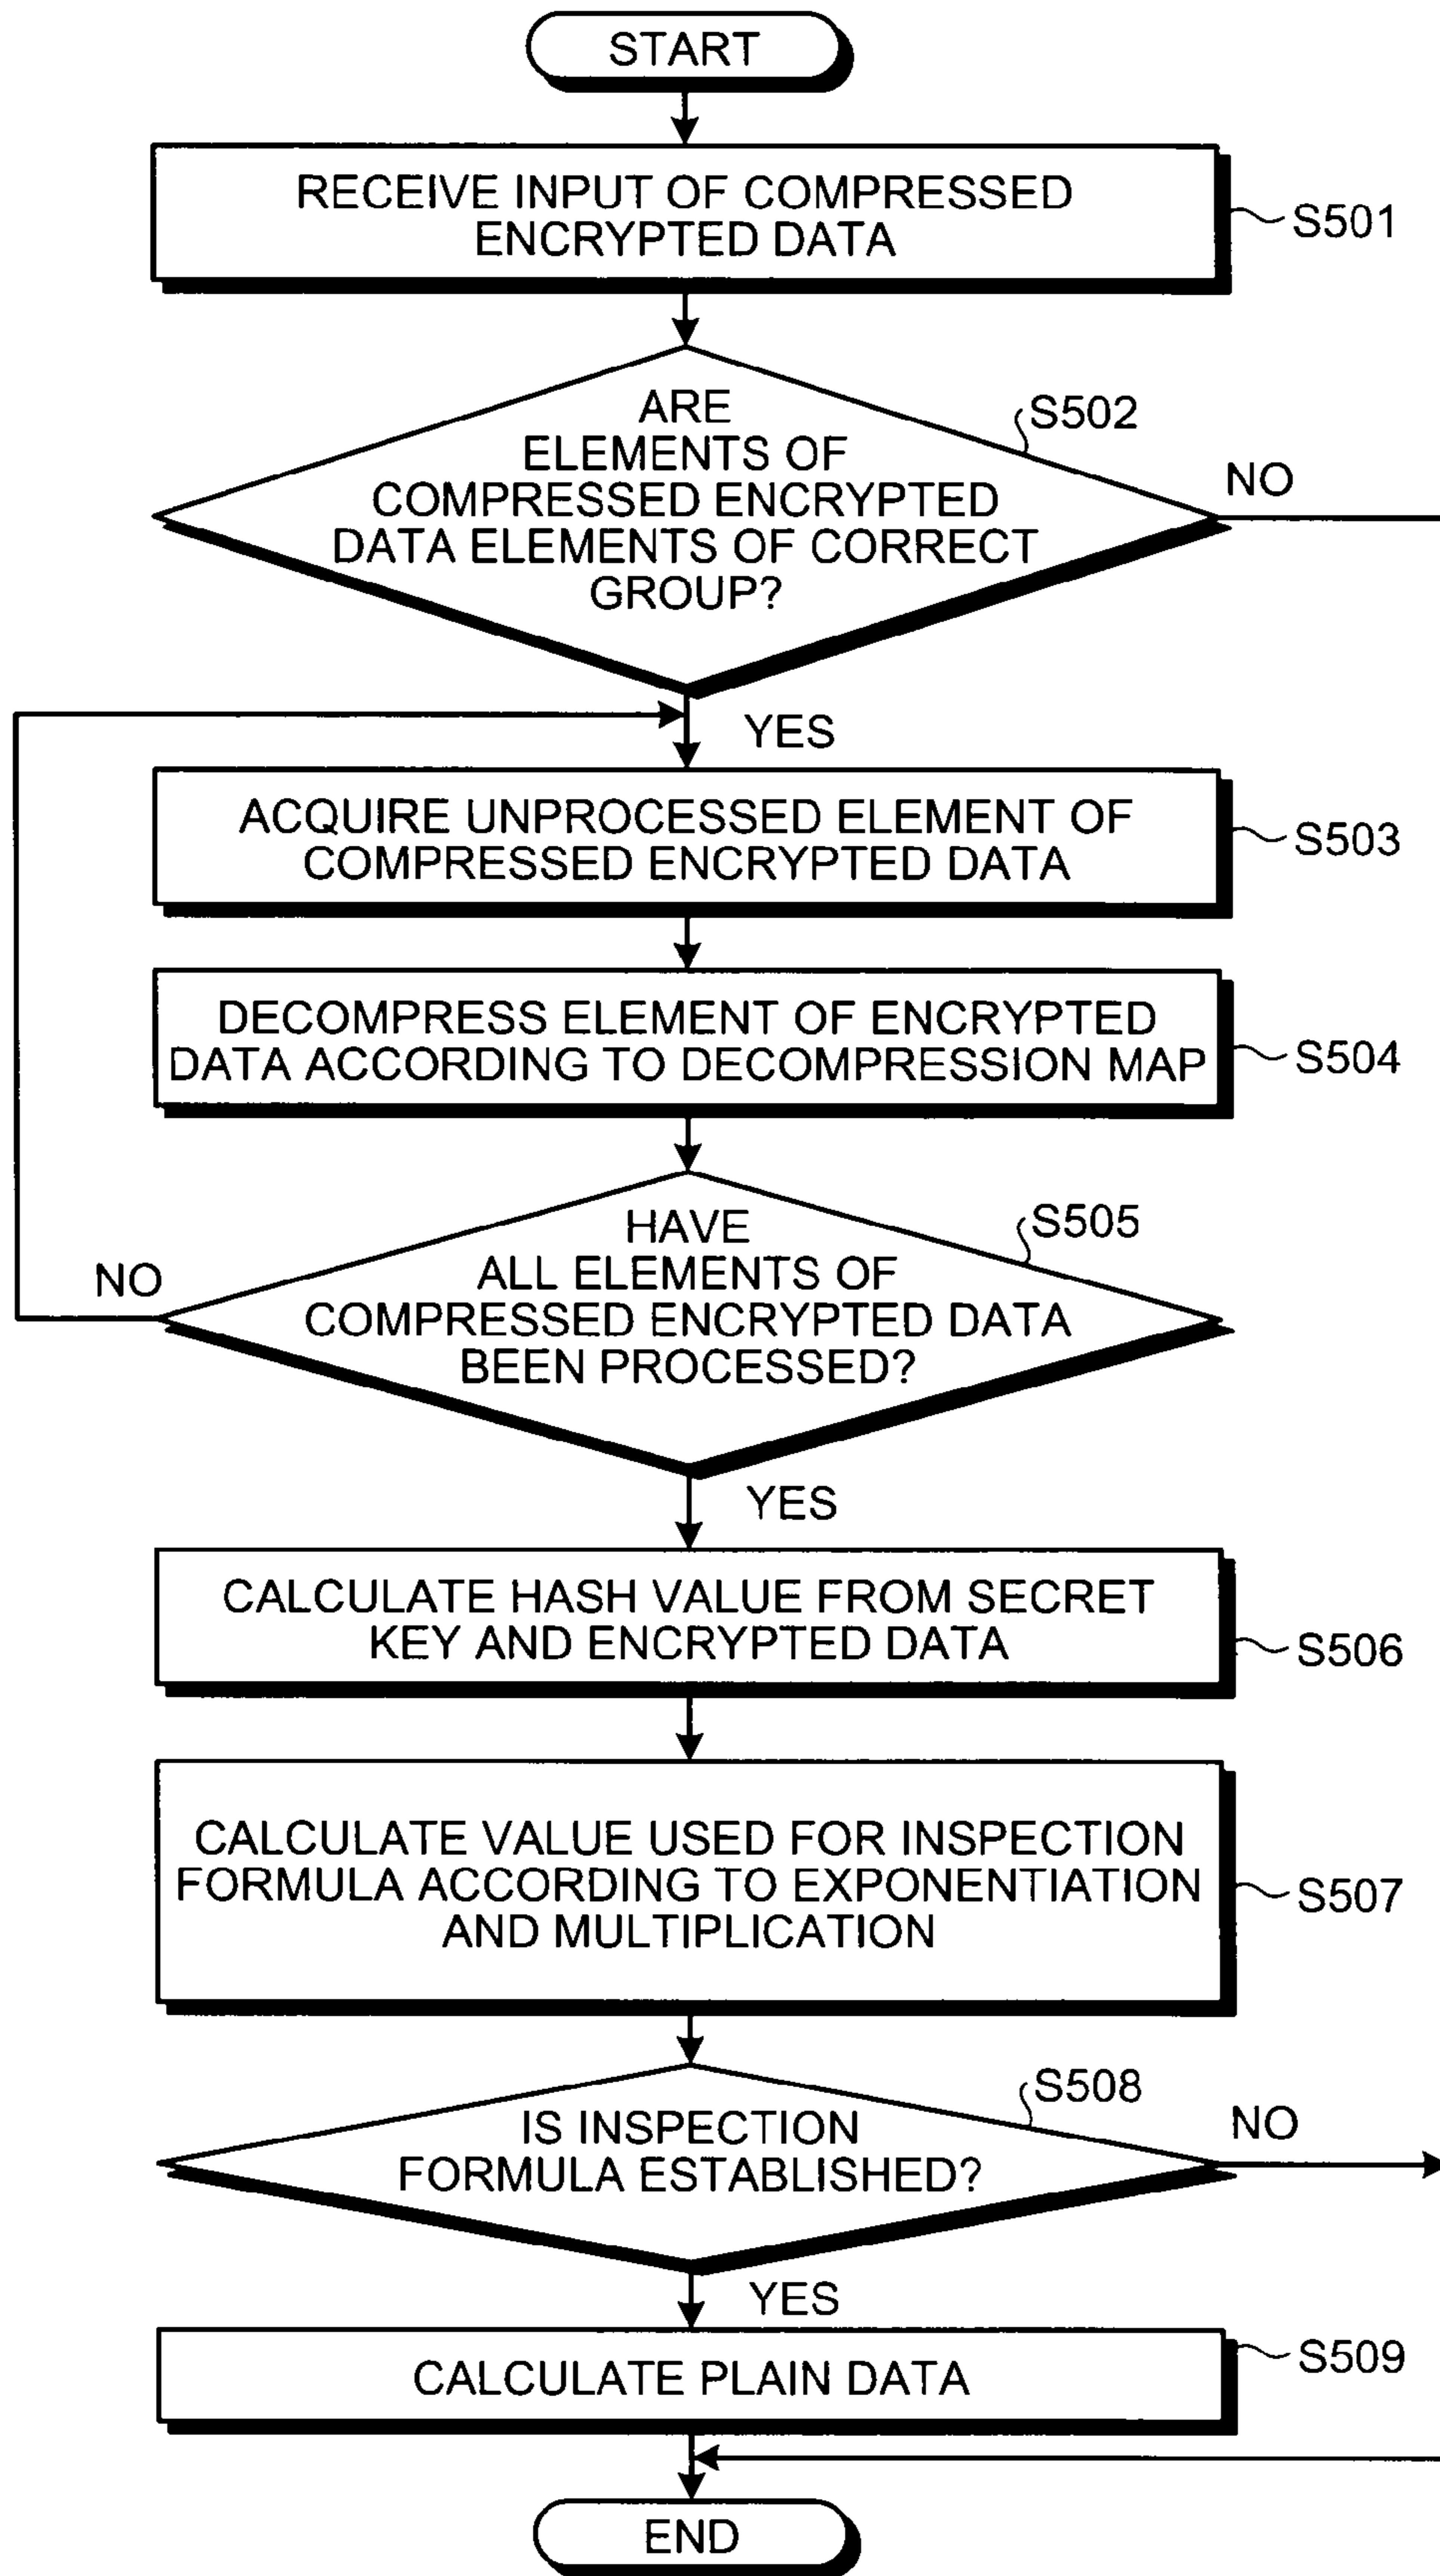 START
RECEIVE INPUT OF COMPRESSED
ENCRYPTED DATA
S501
ARE
ELEMENTS OF
COMPRESSED ENCRYPTED
DATA ELEMENTS OF CORRECT
GROUP?
S502
NO
YES
ACQUIRE UNPROCESSED ELEMENT OF
COMPRESSED ENCRYPTED DATA
S503
DECOMPRESS ELEMENT OF ENCRYPTED
DATA ACCORDING TO DECOMPRESSION MAP
S504
HAVE
ALL ELEMENTS OF
COMPRESSED ENCRYPTED DATA
BEEN PROCESSED?
S505
NO
YES
CALCULATE HASH VALUE FROM SECRET
KEY AND ENCRYPTED DATA
S506
CALCULATE VALUE USED FOR INSPECTION
FORMULA ACCORDING TO EXPONENTIATION
AND MULTIPLICATION
S507
IS INSPECTION
FORMULA ESTABLISHED?
S508
NO
YES
CALCULATE PLAIN DATA
S509
END